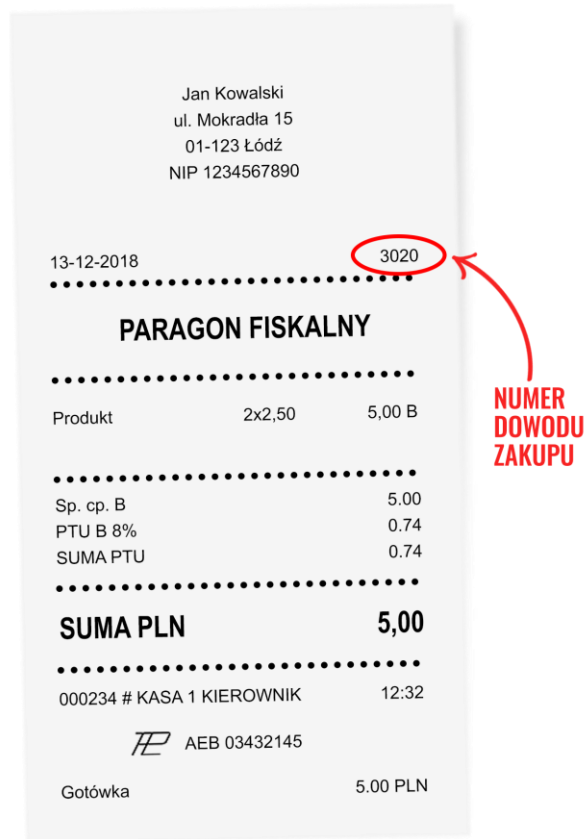 Jan Kowalski
ul. Mokradła 15
01-123 Łódź
NIP 1234567890
13-12-2018 3020
PARAGON FISKALNY
Produkt 2x2,50 5,00 B
Sp. cp. B 5.00
PTU B 8% 0.74
SUMA PTU 0.74
SUMA PLN 5,00
000234 # KASA 1 KIEROWNIK 12:32
AEB 03432145
Gotówka 5.00 PLN
NUMER
DOWODU
ZAKUPU